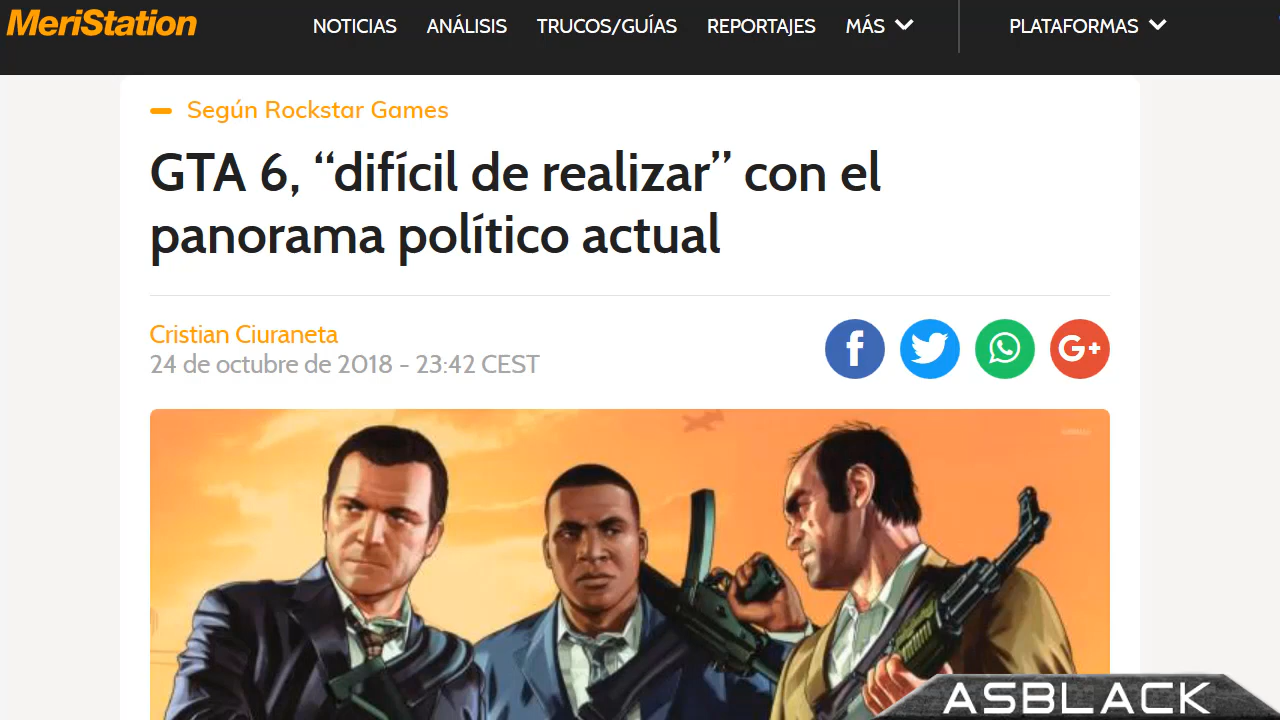 MeriStation
NOTICIAS ANÁLISIS TRUCOS/GUÍAS REPORTAJES MÁS PLATAFORMAS
Según Rockstar Games
GTA 6, “difícil de realizar” con el
panorama político actual
Cristian Ciuraneta
24 de octubre de 2018 - 23:42 CEST
f G+
ASBLACK